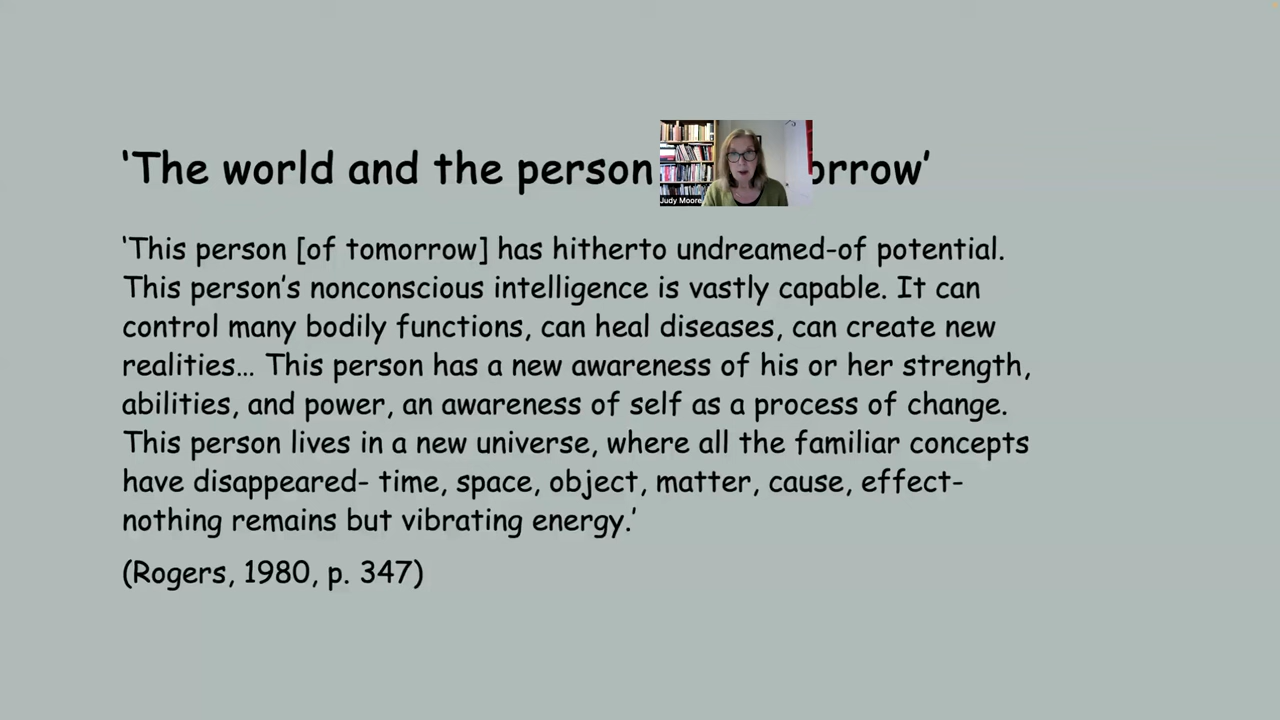 ‘The world and the person orrow’
Judy Moore
‘This person [of tomorrow] has hitherto undreamed-of potential.
This person’s nonconscious intelligence is vastly capable. It can
control many bodily functions, can heal diseases, can create new
realities… This person has a new awareness of his or her strength,
abilities, and power, an awareness of self as a process of change.
This person lives in a new universe, where all the familiar concepts
have disappeared- time, space, object, matter, cause, effect-
nothing remains but vibrating energy.’
(Rogers, 1980, p. 347)